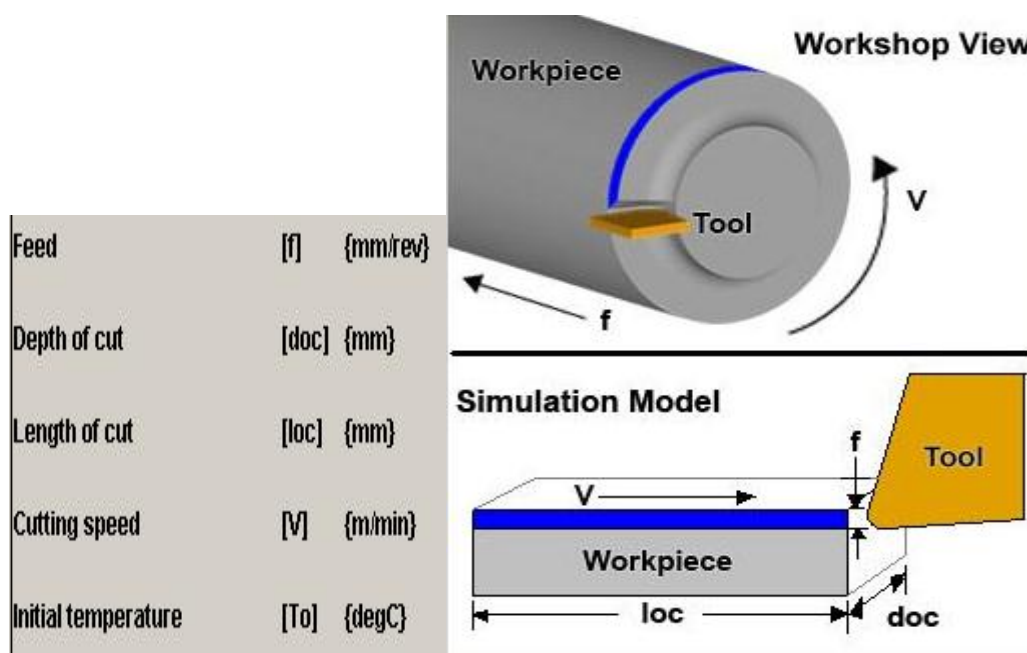 Feed [f] {mm/rev}
Depth of cut [doc] {mm}
Length of cut [loc] {mm}
Cutting speed [V] {m/min}
Initial temperature [To] {degC}
Workshop View
Workpiece
V
Tool
f
Simulation Model
f
Tool
V
Workpiece
loc
doc